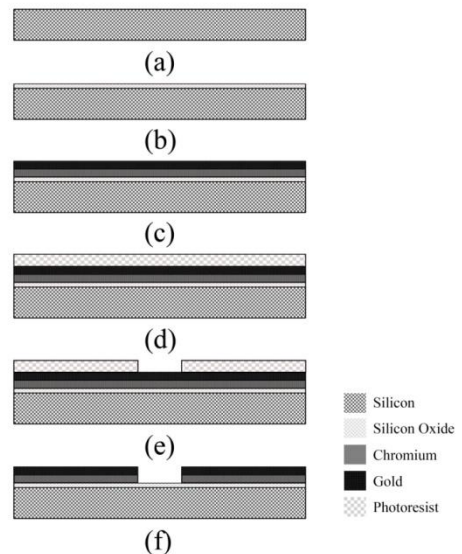 (a)
(b)
(c)
(d)
(e)
(f)
Silicon
Silicon Oxide
Chromium
Gold
Photoresist